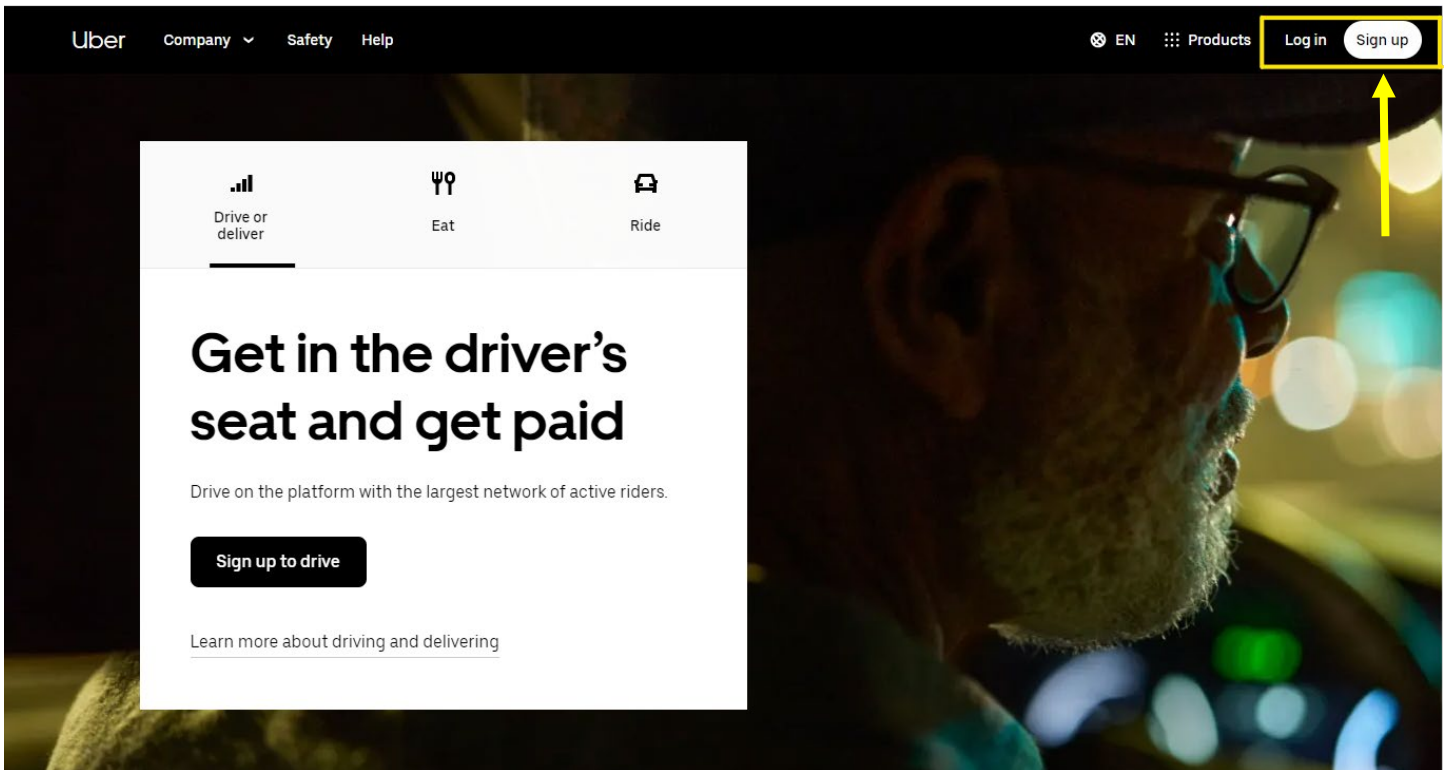 Uber Company Safety Help EN Products Log in Sign up
Drive or
deliver
Eat
Ride
Get in the driver’s
seat and get paid
Drive on the platform with the largest network of active riders.
Sign up to drive
Learn more about driving and delivering